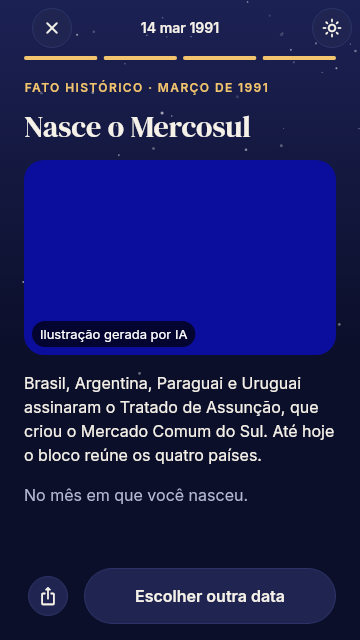 14 mar 1991
FATO HISTÓRICO · MARÇO DE 1991
Nasce o Mercosul
Ilustração gerada por IA
Brasil, Argentina, Paraguai e Uruguai
assinaram o Tratado de Assunção, que
criou o Mercado Comum do Sul. Até hoje
o bloco reúne os quatro países.
No mês em que você nasceu.
Escolher outra data